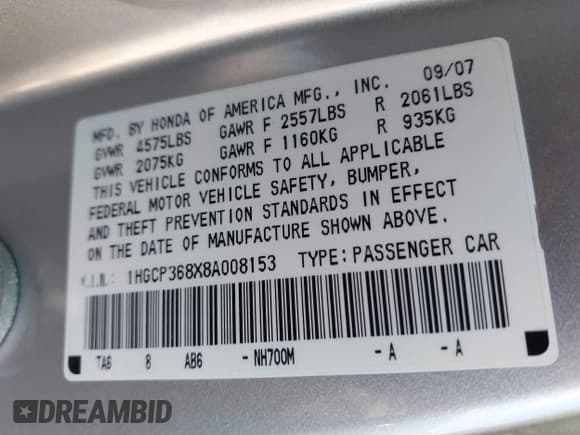 MFD. BY HONDA OF AMERICA MFG., INC. 09/07
GVWR 4575LBS GAWR F 2557LBS R 2061LBS
GVWR 2075KG GAWR F 1160KG R 935KG
THIS VEHICLE CONFORMS TO ALL APPLICABLE
FEDERAL MOTOR VEHICLE SAFETY, BUMPER,
AND THEFT PREVENTION STANDARDS IN EFFECT
ON THE DATE OF MANUFACTURE SHOWN ABOVE.
V.I.N.: 1HGCP368X8A008153 TYPE:PASSENGER CAR
TA6 8 AB6 - NH700M - A - A
DREAMBID